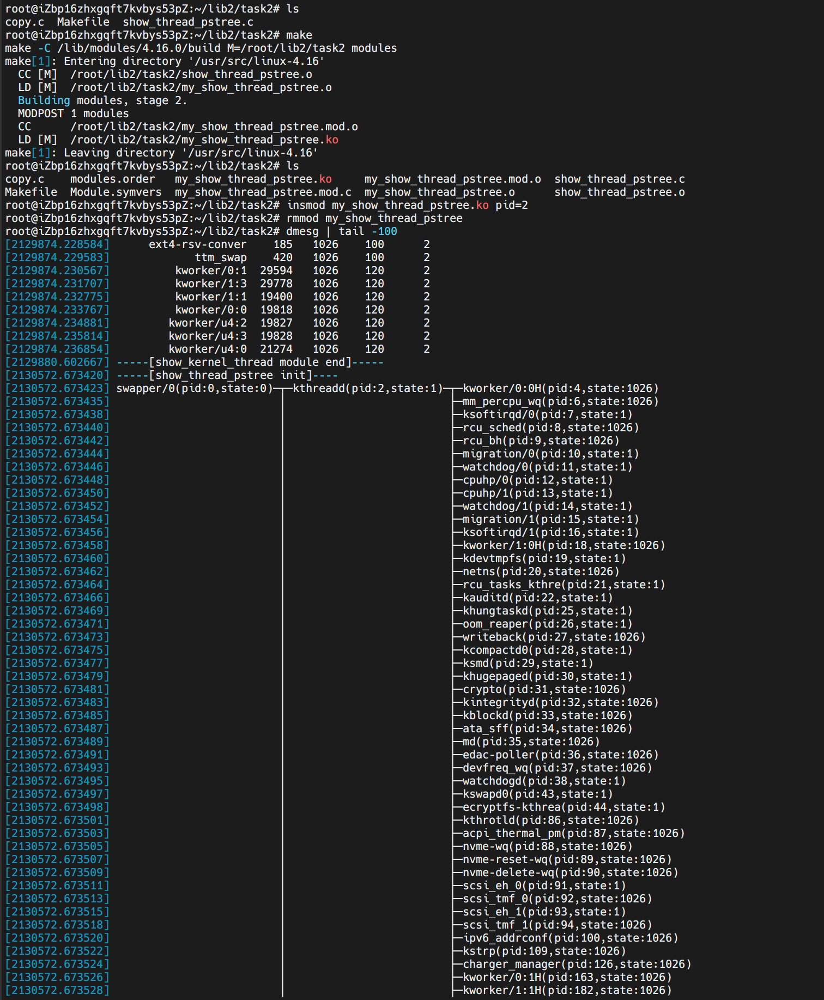 root@iZbp16zhxgqft7kvbys53pZ:~/lib2/task2# ls
copy.c  Makefile  show_thread_pstree.c
root@iZbp16zhxgqft7kvbys53pZ:~/lib2/task2# make
make -C /lib/modules/4.16.0/build M=/root/lib2/task2 modules
make[1]: Entering directory '/usr/src/linux-4.16'
  CC [M]  /root/lib2/task2/show_thread_pstree.o
  LD [M]  /root/lib2/task2/my_show_thread_pstree.o
  Building modules, stage 2.
  MODPOST 1 modules
  CC      /root/lib2/task2/my_show_thread_pstree.mod.o
  LD [M]  /root/lib2/task2/my_show_thread_pstree.ko
make[1]: Leaving directory '/usr/src/linux-4.16'
root@iZbp16zhxgqft7kvbys53pZ:~/lib2/task2# ls
copy.c    modules.order   my_show_thread_pstree.ko     my_show_thread_pstree.mod.o  show_thread_pstree.c
Makefile  Module.symvers  my_show_thread_pstree.mod.c  my_show_thread_pstree.o      show_thread_pstree.o
root@iZbp16zhxgqft7kvbys53pZ:~/lib2/task2# insmod my_show_thread_pstree.ko pid=2
root@iZbp16zhxgqft7kvbys53pZ:~/lib2/task2# rmmod my_show_thread_pstree
root@iZbp16zhxgqft7kvbys53pZ:~/lib2/task2# dmesg | tail -100
[2129874.228584]      ext4-rsv-conver    185   1026    100      2
[2129874.229583]             ttm_swap    420   1026    100      2
[2129874.230567]          kworker/0:1  29594   1026    120      2
[2129874.231707]          kworker/1:3  29778   1026    120      2
[2129874.232775]          kworker/1:1  19400   1026    120      2
[2129874.233767]          kworker/0:0  19818   1026    120      2
[2129874.234881]         kworker/u4:2  19827   1026    120      2
[2129874.235814]         kworker/u4:3  19828   1026    120      2
[2129874.236854]         kworker/u4:0  21274   1026    120      2
[2129880.602667] -----[show_kernel_thread module end]-----
[2130572.673420] -----[show_thread_pstree init]----
[2130572.673423] swapper/0(pid:0,state:0)─┬─kthreadd(pid:2,state:1)─┬─kworker/0:0H(pid:4,state:1026)
[2130572.673435]                          │                         ├─mm_percpu_wq(pid:6,state:1026)
[2130572.673438]                          │                         ├─ksoftirqd/0(pid:7,state:1)
[2130572.673440]                          │                         ├─rcu_sched(pid:8,state:1026)
[2130572.673442]                          │                         ├─rcu_bh(pid:9,state:1026)
[2130572.673444]                          │                         ├─migration/0(pid:10,state:1)
[2130572.673446]                          │                         ├─watchdog/0(pid:11,state:1)
[2130572.673448]                          │                         ├─cpuhp/0(pid:12,state:1)
[2130572.673450]                          │                         ├─cpuhp/1(pid:13,state:1)
[2130572.673452]                          │                         ├─watchdog/1(pid:14,state:1)
[2130572.673454]                          │                         ├─migration/1(pid:15,state:1)
[2130572.673456]                          │                         ├─ksoftirqd/1(pid:16,state:1)
[2130572.673458]                          │                         ├─kworker/1:0H(pid:18,state:1026)
[2130572.673460]                          │                         ├─kdevtmpfs(pid:19,state:1)
[2130572.673462]                          │                         ├─netns(pid:20,state:1026)
[2130572.673464]                          │                         ├─rcu_tasks_kthre(pid:21,state:1)
[2130572.673466]                          │                         ├─kauditd(pid:22,state:1)
[2130572.673469]                          │                         ├─khungtaskd(pid:25,state:1)
[2130572.673471]                          │                         ├─oom_reaper(pid:26,state:1)
[2130572.673473]                          │                         ├─writeback(pid:27,state:1026)
[2130572.673475]                          │                         ├─kcompactd0(pid:28,state:1)
[2130572.673477]                          │                         ├─ksmd(pid:29,state:1)
[2130572.673479]                          │                         ├─khugepaged(pid:30,state:1)
[2130572.673481]                          │                         ├─crypto(pid:31,state:1026)
[2130572.673483]                          │                         ├─kintegrityd(pid:32,state:1026)
[2130572.673485]                          │                         ├─kblockd(pid:33,state:1026)
[2130572.673487]                          │                         ├─ata_sff(pid:34,state:1026)
[2130572.673489]                          │                         ├─md(pid:35,state:1026)
[2130572.673491]                          │                         ├─edac-poller(pid:36,state:1026)
[2130572.673493]                          │                         ├─devfreq_wq(pid:37,state:1026)
[2130572.673495]                          │                         ├─watchdogd(pid:38,state:1)
[2130572.673497]                          │                         ├─kswapd0(pid:43,state:1)
[2130572.673498]                          │                         ├─ecryptfs-kthrea(pid:44,state:1)
[2130572.673501]                          │                         ├─kthrotld(pid:86,state:1026)
[2130572.673503]                          │                         ├─acpi_thermal_pm(pid:87,state:1026)
[2130572.673505]                          │                         ├─nvme-wq(pid:88,state:1026)
[2130572.673507]                          │                         ├─nvme-reset-wq(pid:89,state:1026)
[2130572.673509]                          │                         ├─nvme-delete-wq(pid:90,state:1026)
[2130572.673511]                          │                         ├─scsi_eh_0(pid:91,state:1)
[2130572.673513]                          │                         ├─scsi_tmf_0(pid:92,state:1026)
[2130572.673515]                          │                         ├─scsi_eh_1(pid:93,state:1)
[2130572.673518]                          │                         ├─scsi_tmf_1(pid:94,state:1026)
[2130572.673520]                          │                         ├─ipv6_addrconf(pid:100,state:1026)
[2130572.673522]                          │                         ├─kstrp(pid:109,state:1026)
[2130572.673524]                          │                         ├─charger_manager(pid:126,state:1026)
[2130572.673526]                          │                         ├─kworker/0:1H(pid:163,state:1026)
[2130572.673528]                          │                         ├─kworker/1:1H(pid:182,state:1026)